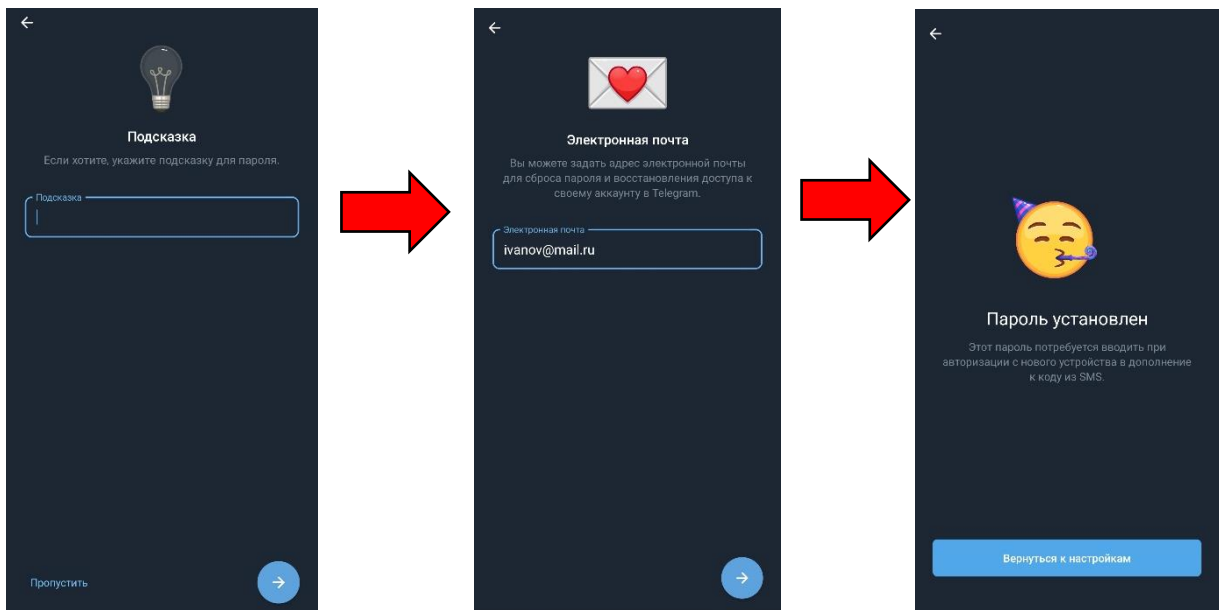 Подсказка
Если хотите, укажите подсказку для пароля.
Подсказка
Пропустить
Электронная почта
Вы можете задать адрес электронной почты
для сброса пароля и восстановления доступа к
своему аккаунту в Telegram.
Электронная почта
ivanov@mail.ru
Пароль установлен
Этот пароль потребуется вводить при
авторизации с нового устройства в дополнение
к коду из SMS.
Вернуться к настройкам